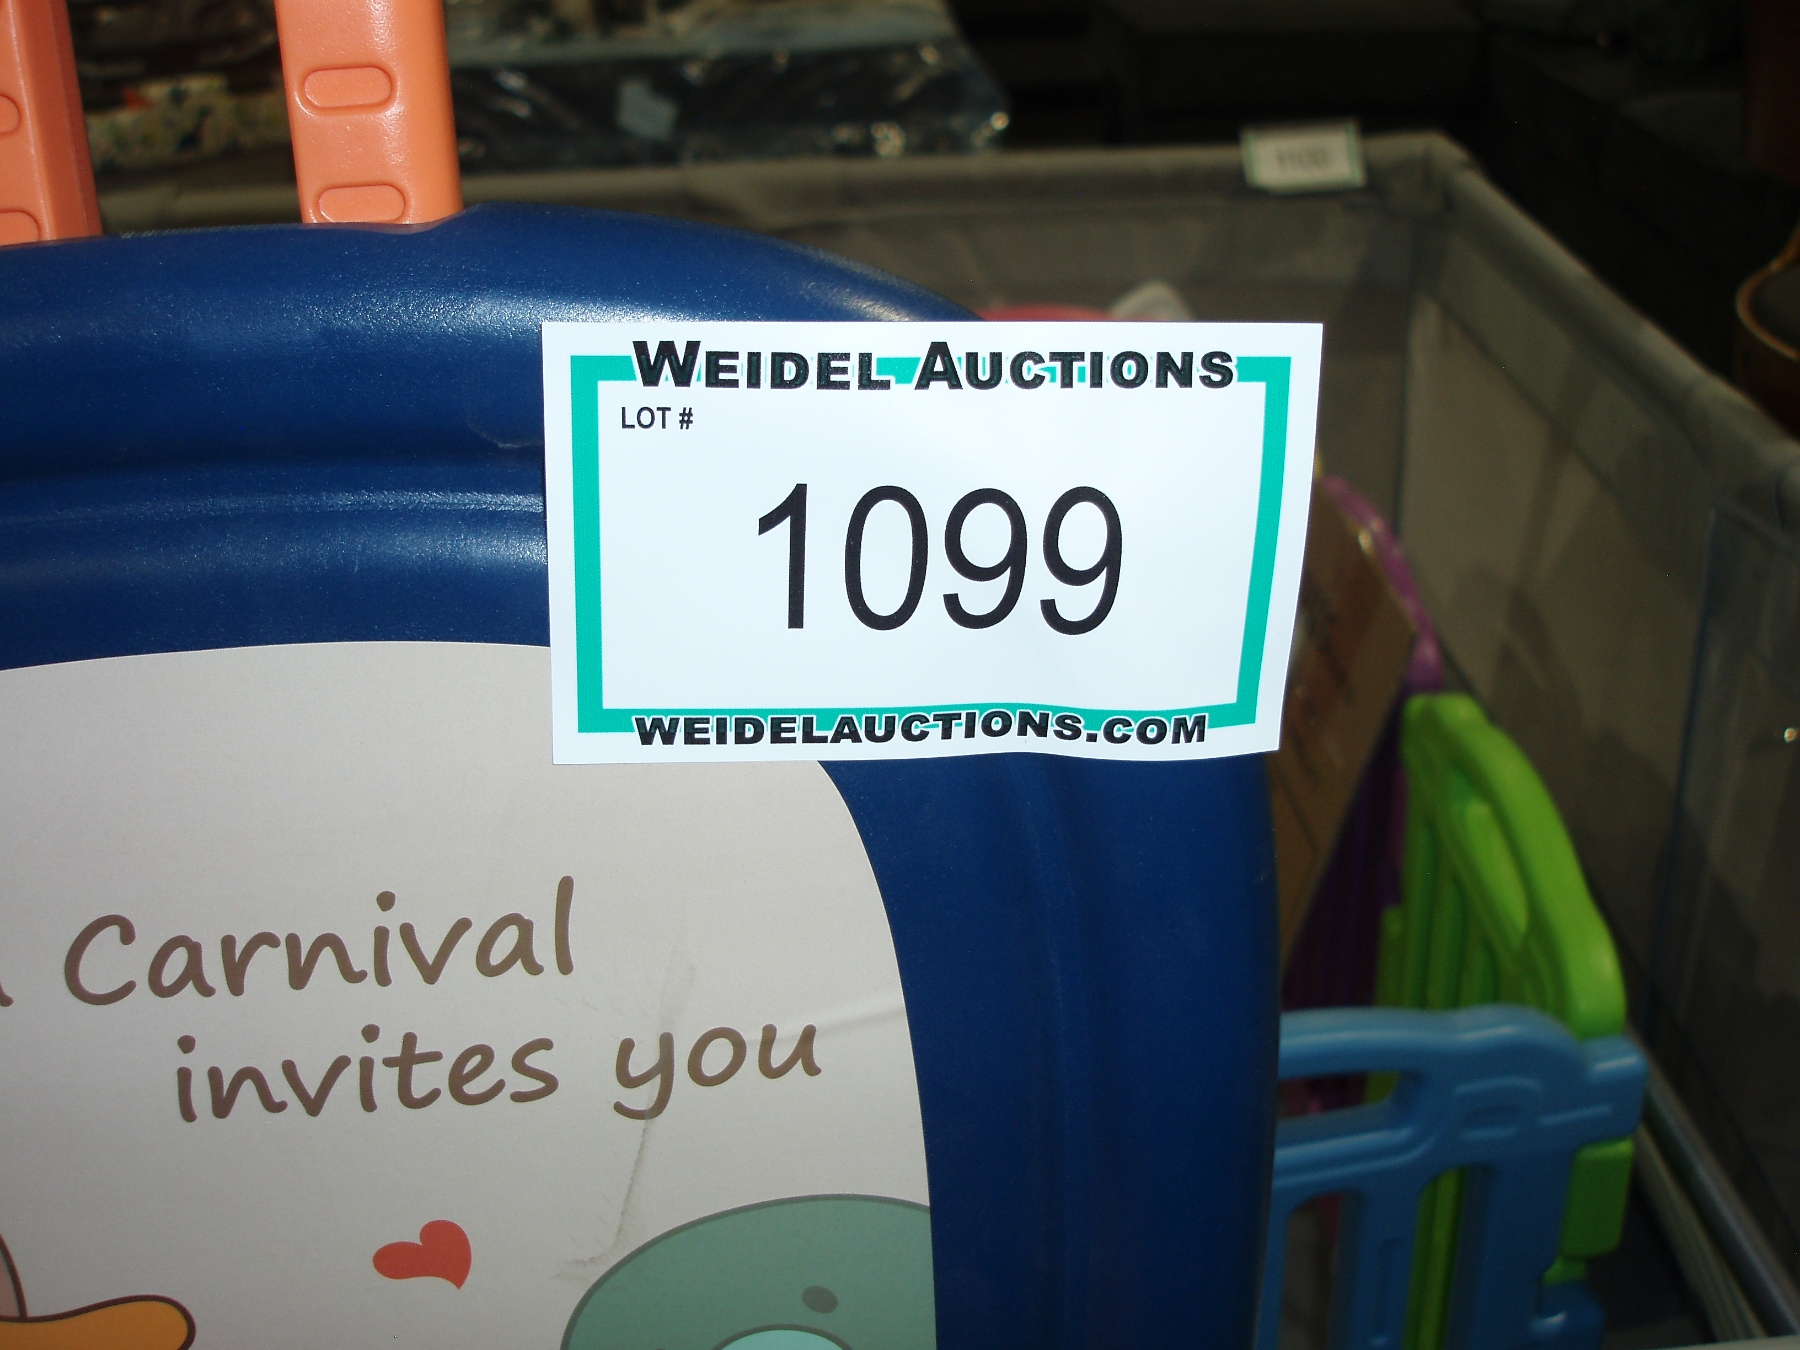 WEIDEL AUCTIONS
LOT #
1099
WEIDELAUCTIONS.COM
Carnival
invites you